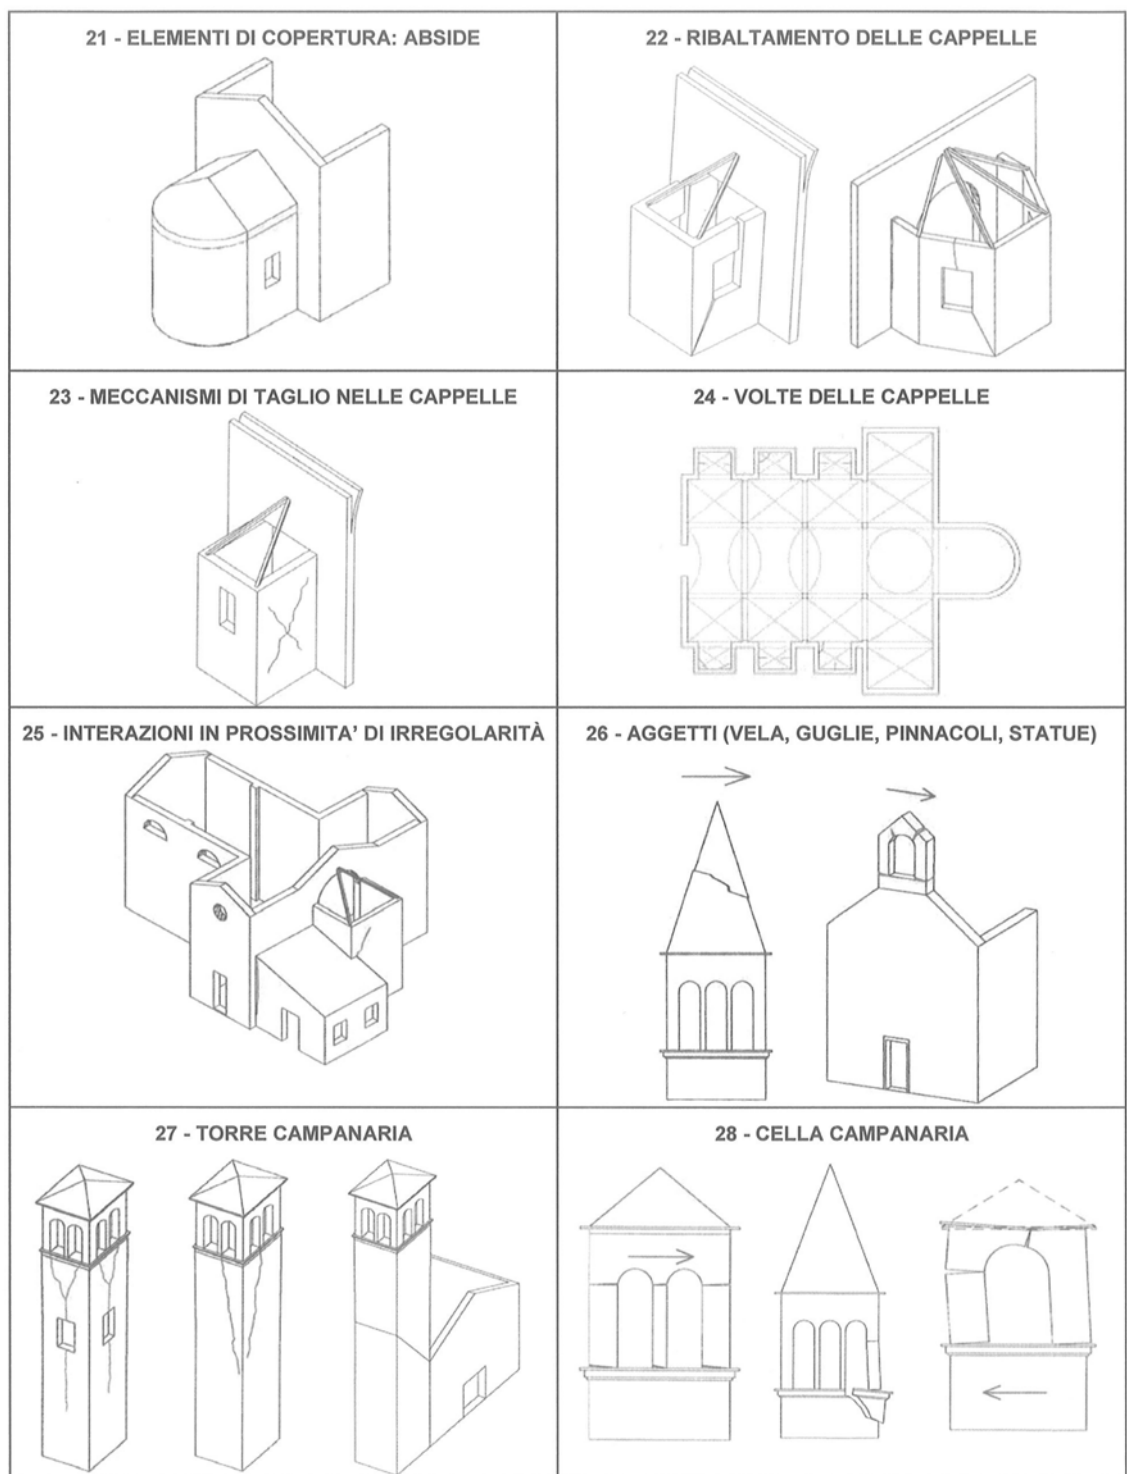 21 - ELEMENTI DI COPERTURA: ABSIDE
22 - RIBALTAMENTO DELLE CAPPELLE
23 - MECCANISMI DI TAGLIO NELLE CAPPELLE
24 - VOLTE DELLE CAPPELLE
25 - INTERAZIONI IN PROSSIMITA' DI IRREGOLARITÀ
26 - AGGETTI (VELA, GUGLIE, PINNACOLI, STATUE)
27 - TORRE CAMPANARIA
28 - CELLA CAMPANARIA